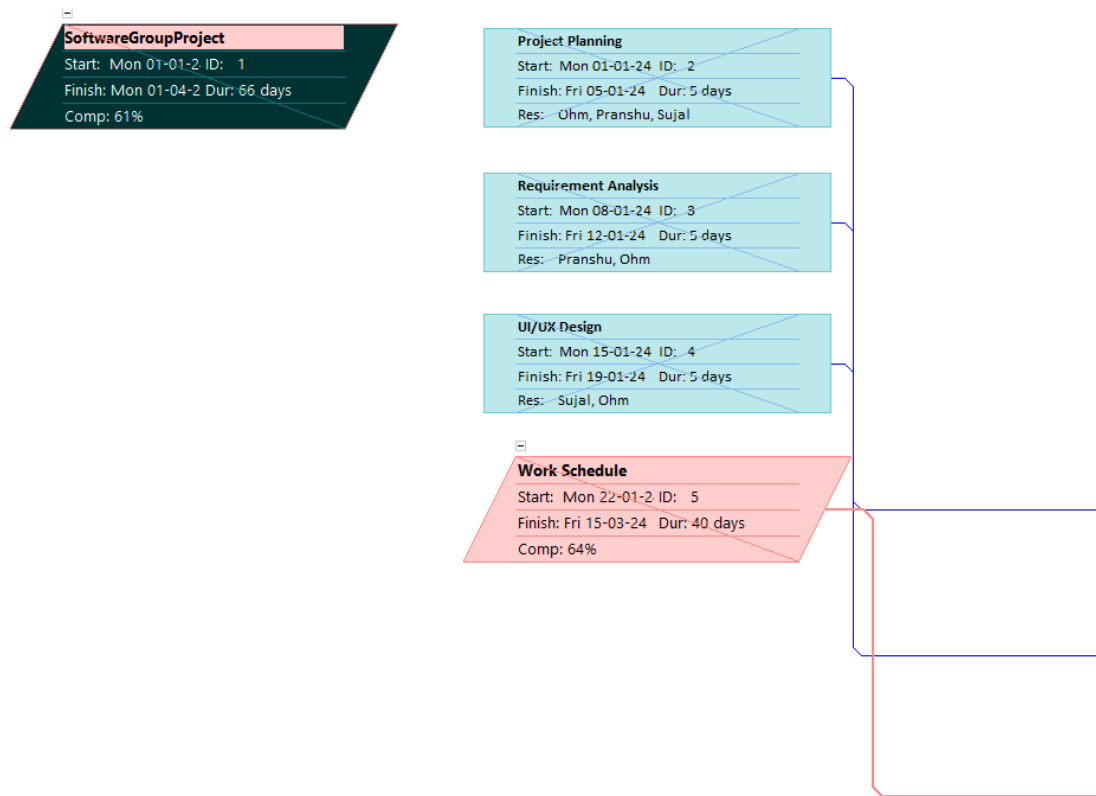 SoftwareGroupProject
Start: Mon 01-01-2 ID: 1
Finish: Mon 01-04-2 Dur: 66 days
Comp: 61%
Project Planning
Start: Mon 01-01-24 ID: 2
Finish: Fri 05-01-24 Dur: 5 days
Res: Ohm, Pranshu, Sujal
Requirement Analysis
Start: Mon 08-01-24 ID: 3
Finish: Fri 12-01-24 Dur: 5 days
Res: Pranshu, Ohm
UI/UX Design
Start: Mon 15-01-24 ID: 4
Finish: Fri 19-01-24 Dur: 5 days
Res: Sujal, Ohm
Work Schedule
Start: Mon 22-01-2 ID: 5
Finish: Fri 15-03-24 Dur: 40 days
Comp: 64%